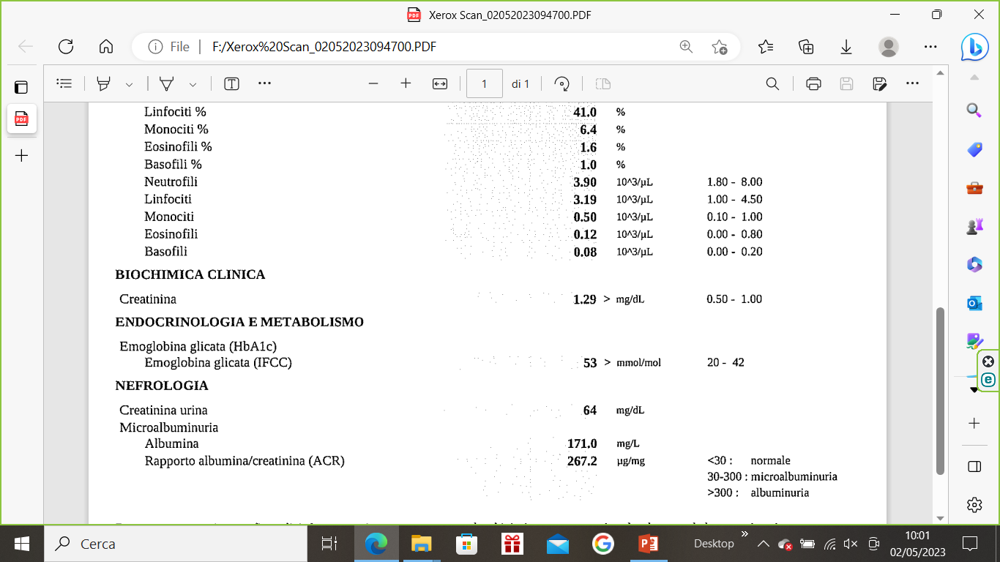 Xerox Scan_02052023094700.PDF
File F:/Xerox%20Scan_02052023094700.PDF
1 di 1
Linfociti % 41.0 %
Monociti % 6.4 %
Eosinofili % 1.6 %
Basofili % 1.0 %
Neutrofili 3.90 10^3/µL 1.80 - 8.00
Linfociti 3.19 10^3/µL 1.00 - 4.50
Monociti 0.50 10^3/µL 0.10 - 1.00
Eosinofili 0.12 10^3/µL 0.00 - 0.80
Basofili 0.08 10^3/µL 0.00 - 0.20
BIOCHIMICA CLINICA
Creatinina 1.29 > mg/dL 0.50 - 1.00
ENDOCRINOLOGIA E METABOLISMO
Emoglobina glicata (HbA1c)
Emoglobina glicata (IFCC) 53 > mmol/mol 20 - 42
NEFROLOGIA
Creatinina urina 64 mg/dL
Microalbuminuria
Albumina 171.0 mg/L
Rapporto albumina/creatinina (ACR) 267.2 µg/mg <30 : normale
30-300 : microalbuminuria
>300 : albuminuria
Cerca Desktop 10:01
02/05/2023